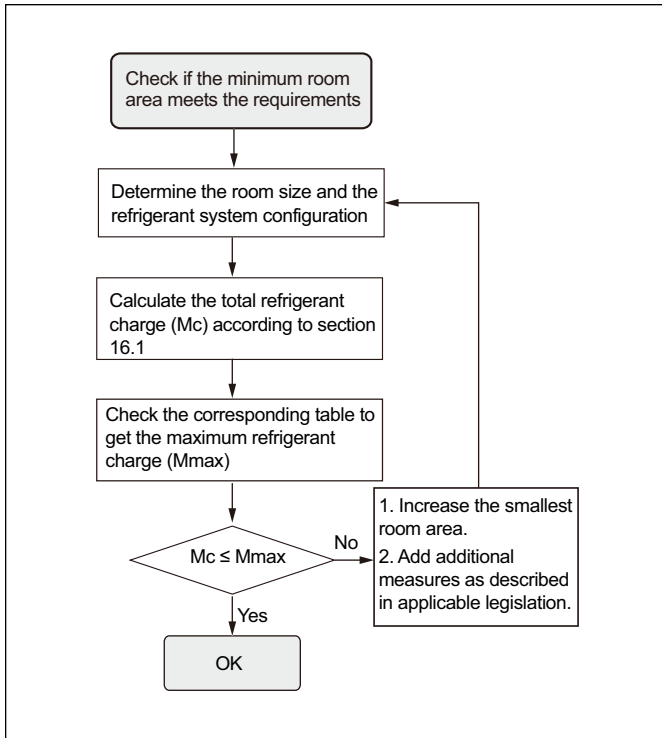 Check if the minimum room
area meets the requirements
Determine the room size and the
refrigerant system configuration
Calculate the total refrigerant
charge (Mc) according to section
16.1
Check the corresponding table to
get the maximum refrigerant
charge (Mmax)
Mc ≤ Mmax
No
1. Increase the smallest
room area.
2. Add additional
measures as described
in applicable legislation.
Yes
OK